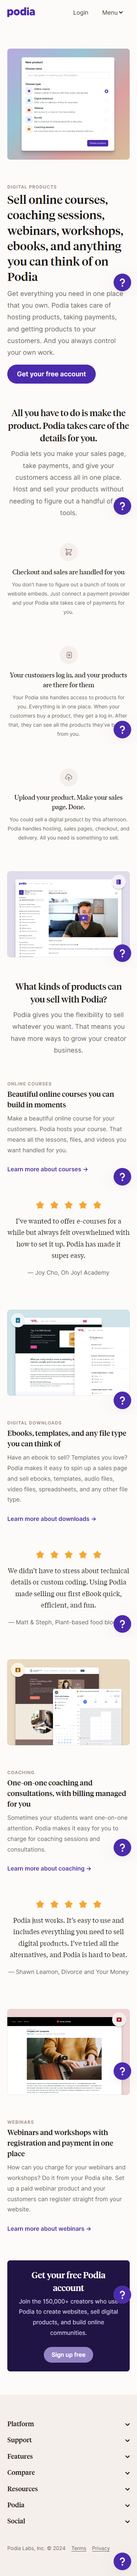 podia
Login
Menu
New product
DIGITAL PRODUCTS
Sell online courses,
coaching sessions,
webinars, workshops,
ebooks, and anything
you can think of on
Podia
Get everything you need in one place
that you own. Podia takes care of
hosting products, taking payments,
and getting products to your
customers. And you always control
your own work.
Get your free account
All you have to do is make the
product. Podia takes care of the
details for you.
Podia lets you make your sales page,
take payments, and give your
customers access all in one place.
Host and sell your products without
needing to figure out a handful of
tools.
Checkout and sales are handled for you
You don't have to figure out a bunch of tools or
website embeds. Just connect a payment provider
and your Podia site takes care of payments for
you.
Your customers log in, and your products
are there for them
Your Podia site handles access to products for
you. Everything is in one place. When your
customers buy a product, they get a log in. After
that, they can see all the products they've
from you.
Upload your product. Make your sales
page. Done.
You could sell a digital product by this afternoon.
Podia handles hosting, sales pages, checkout, and
delivery. All you need is something to sell.
What kinds of products can
you sell with Podia?
Podia gives you the flexibility to sell
whatever you want. That means you
have more ways to grow your creator
business.
ONLINE COURSES
Beautiful online courses you can
build in moments
Make a beautiful online course for your
customers. Podia hosts your course. That
means all the lessons, files, and videos you
want handled for you.
Learn more about courses →
I've wanted to offer e-courses for a
while but always felt overwhelmed with
how to set it up. Podia has made it
super easy.
— Joy Cho, Oh Joy! Academy
DIGITAL DOWNLOADS
Ebooks, templates, and any file type
you can think of
Have an ebook to sell? Templates you love?
Podia makes it easy to spin up a sales page
and sell ebooks, templates, audio files,
video files, spreadsheets, and any other file
type.
Learn more about downloads →
We didn't have to stress about technical
details or custom coding. Using Podia
made selling our first eBook quick,
efficient, and fun.
— Matt & Steph, Plant-based food
COACHING
One-on-one coaching and
consultations, with billing managed
for you
Sometimes your students want one-on-one
attention. Podia makes it easy for you to
charge for coaching sessions and
consultations.
Learn more about coaching →
Podia just works. It's easy to use and
includes everything you need to sell
digital products. I've tried all the
alternatives, and Podia is hard to beat.
— Shawn Leamon, Divorce and Your Money
WEBINARS
Webinars and workshops with
registration and payment in one
place
How can you charge for your webinars and
workshops? Do it from your Podia site. Set
up a paid webinar product and your
customers can register straight from your
website.
Learn more about webinars →
Get your free Podia
account
Join the 150,000+ creators who use
Podia to create websites, sell digital
products, and build online
communities.
Sign up free
Platform
Support
Features
Compare
Resources
Podia
Social
Podia Labs, Inc. © 2024 Terms Privacy